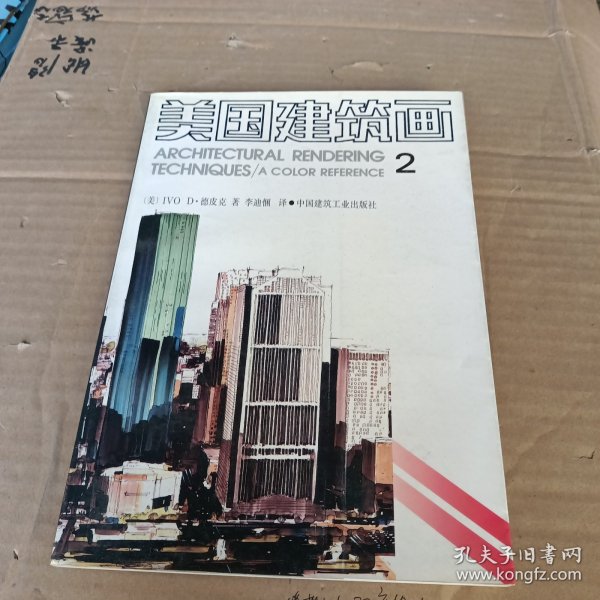 美国建筑画
ARCHITECTURAL RENDERING
TECHNIQUES/A COLOR REFERENCE 2
〔美〕IVO D·德皮克 著 李迪悃 译●中国建筑工业出版社
孔夫子旧书网
www.kongfz.com